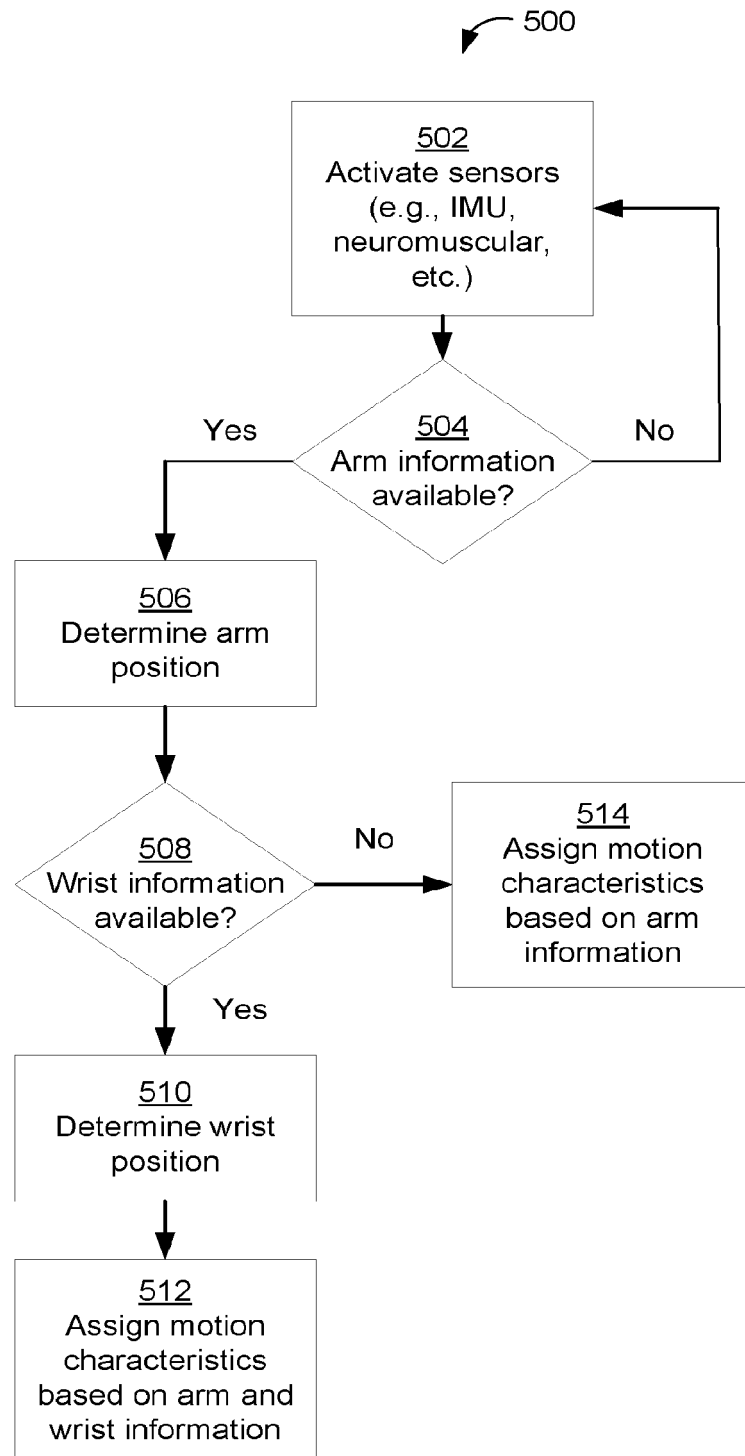 500
502
Activate sensors
(e.g., IMU,
neuromuscular,
etc.)
Yes
504
Arm information
available?
No
506
Determine arm
position
508
Wrist information
available?
No
514
Assign motion
characteristics
based on arm
information
Yes
510
Determine wrist
position
512
Assign motion
characteristics
based on arm and
wrist information